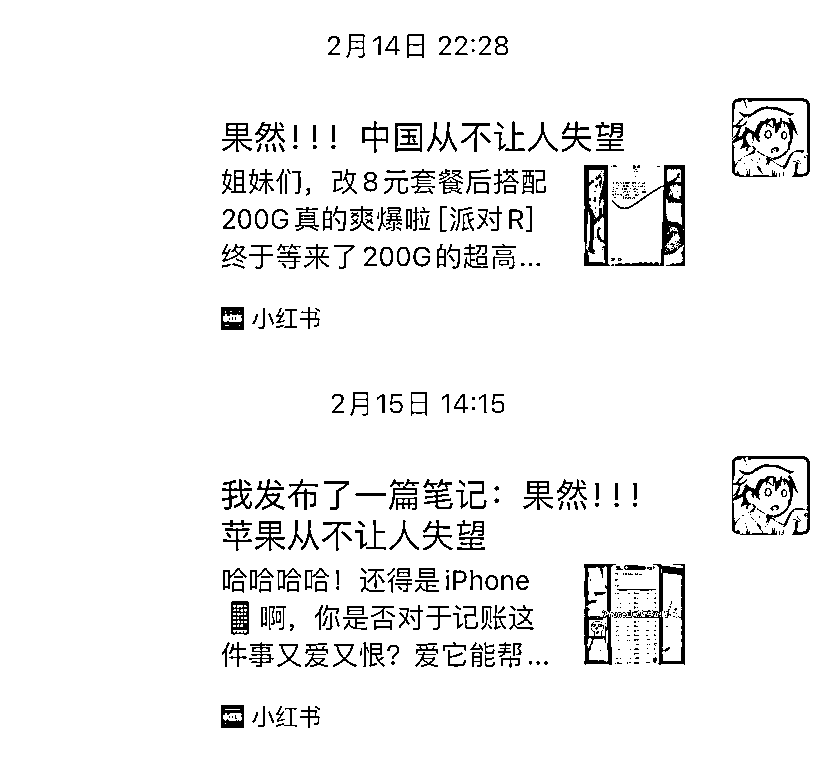 2月14日 22:28
果然!!! 中国从不让人失望
姐妹们，改8元套餐后搭配
200G真的爽爆啦 [派对R]
终于等来了200G的超高...
小红书
2月15日 14:15
我发布了一篇笔记：果然!!!
苹果从不让人失望
哈哈哈哈！还得是iPhone
📱啊，你是否对于记账这
件事又爱又恨？爱它能帮...
小红书